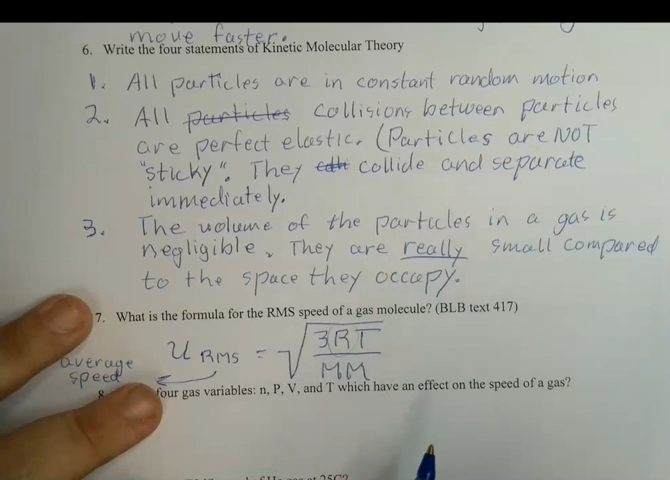 move faster.
6. Write the four statements of Kinetic Molecular Theory
1. All particles are in constant random motion
2. All particles collisions between particles
are perfect elastic. (Particles are NOT
"sticky". They collide and separate
immediately.
3. The volume of the particles in a gas is
negligible. They are really small compared
to the space they occupy.
7. What is the formula for the RMS speed of a gas molecule? (BLB text 417)
average
speed
u RMS = √ 3RT
MM
8. four gas variables: n, P, V, and T which have an effect on the speed of a gas?